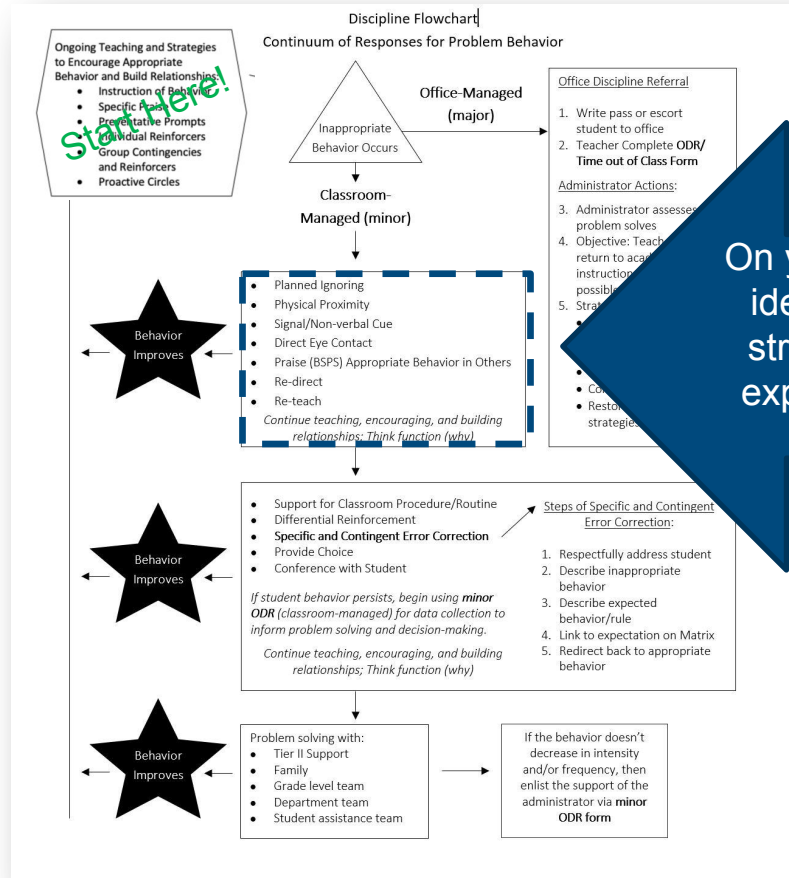 Discipline Flowchart
Continuum of Responses for Problem Behavior
Ongoing Teaching and Strategies
to Encourage Appropriate
Behavior and Build Relationships:
• Instruction of Behavior
• Specific Praise
• Preventative Prompts
• Individual Reinforcers
• Group Contingencies
and Reinforcers
• Proactive Circles
Start Here!
Inappropriate
Behavior Occurs
Office-Managed
(major)
Office Discipline Referral
1. Write pass or escort
student to office
2. Teacher Complete ODR/
Time out of Class Form
Administrator Actions:
3. Administrator assesses
problem solves
4. Objective: Teach
return to
instruction
possible
5.
•
•
•
• Restor
strategies
On
Classroom-
Managed (minor)
• Planned Ignoring
• Physical Proximity
• Signal/Non-verbal Cue
• Direct Eye Contact
• Praise (BSPS) Appropriate Behavior in Others
• Re-direct
• Re-teach
Continue teaching, encouraging, and building
relationships; Think function (why)
Behavior
Improves
• Support for Classroom Procedure/Routine
• Differential Reinforcement
• Specific and Contingent Error Correction
• Provide Choice
• Conference with Student
If student behavior persists, begin using minor
ODR (classroom-managed) for data collection to
inform problem solving and decision-making.
Continue teaching, encouraging, and building
relationships; Think function (why)
Steps of Specific and Contingent
Error Correction:
1. Respectfully address student
2. Describe inappropriate
behavior
3. Describe expected
behavior/rule
4. Link to expectation on Matrix
5. Redirect back to appropriate
behavior
Behavior
Improves
Problem solving with:
• Tier II Support
• Family
• Grade level team
• Department team
• Student assistance team
Behavior
Improves
If the behavior doesn't
decrease in intensity
and/or frequency, then
enlist the support of the
administrator via minor
ODR form